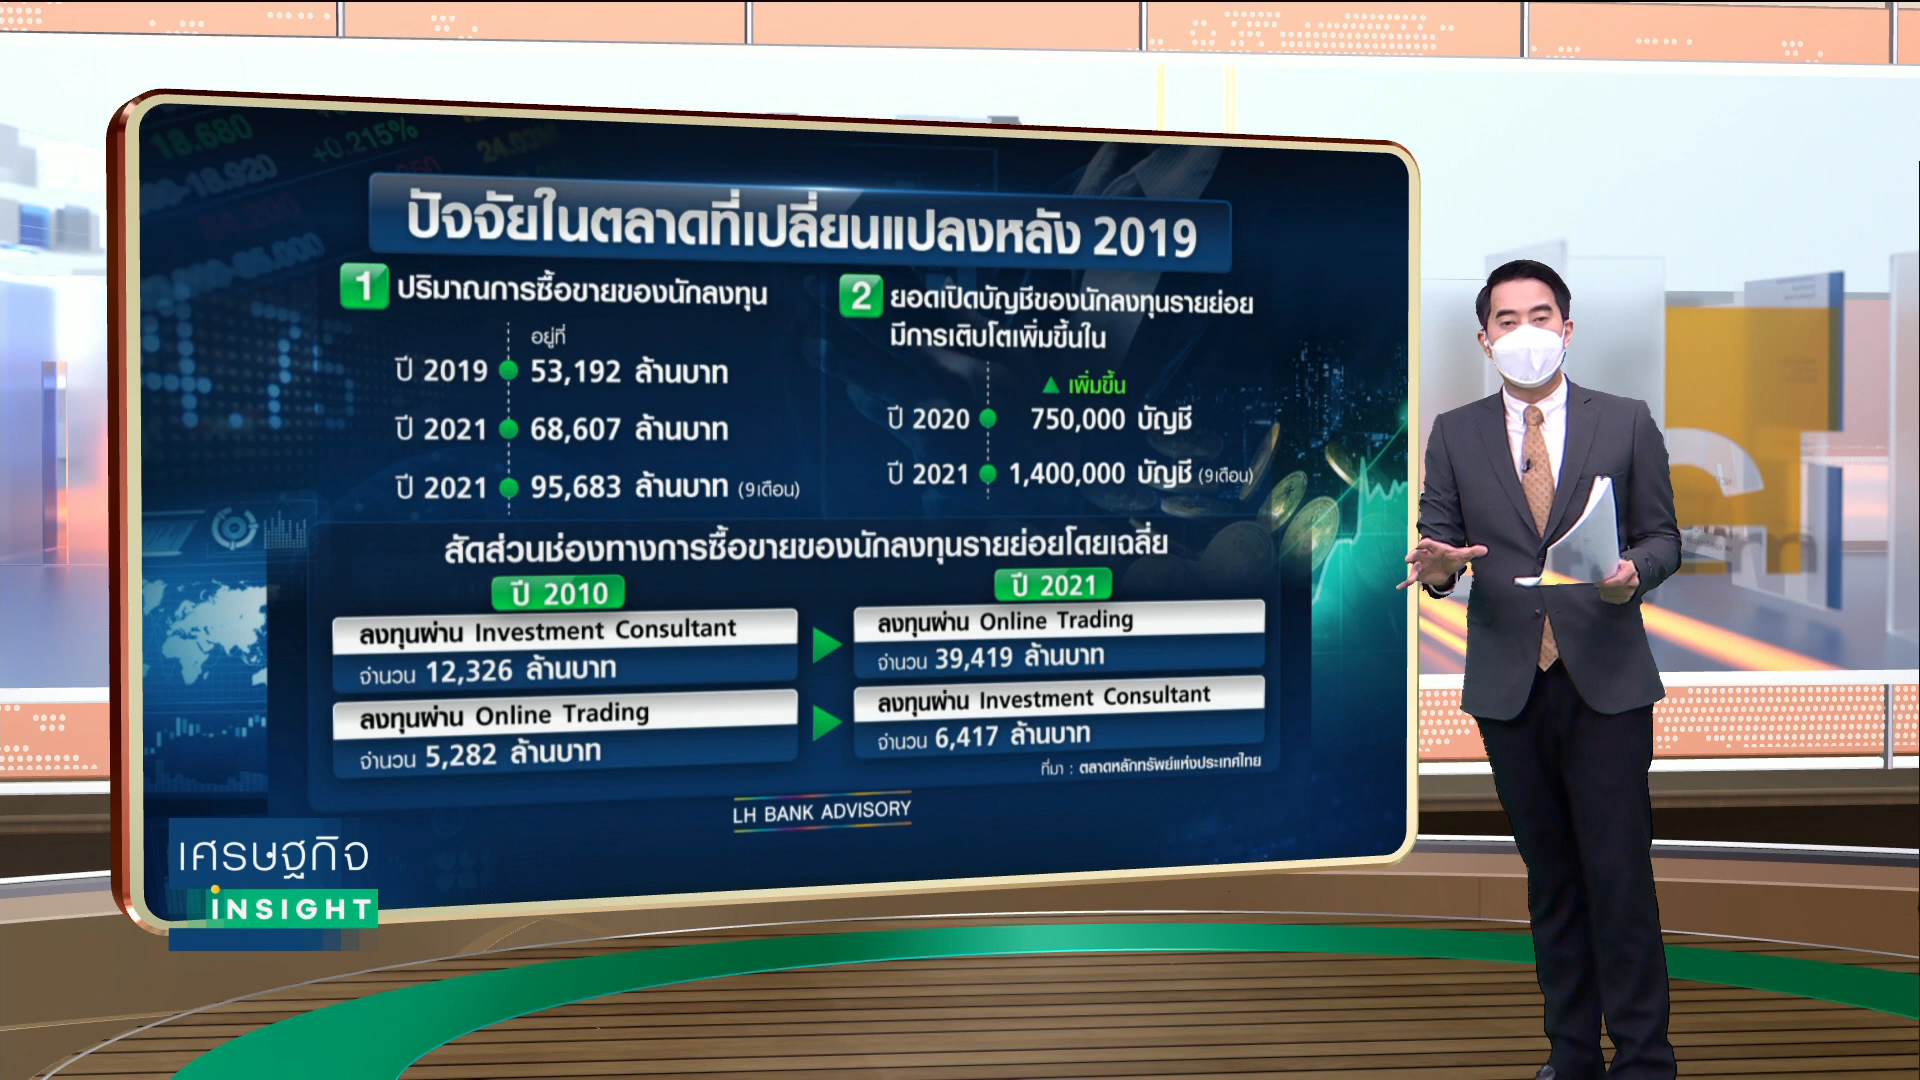 18.680
+0.215%
ปัจจัยในตลาดที่เปลี่ยนแปลงหลัง 2019
1 ปริมาณการซื้อขายของนักลงทุน
อยู่ที่
ปี 2019 53,192 ล้านบาท
ปี 2021 68,607 ล้านบาท
ปี 2021 95,683 ล้านบาท (9เดือน)
2 ยอดเปิดบัญชีของนักลงทุนรายย่อย
มีการเติบโตเพิ่มขึ้นใน
▲ เพิ่มขึ้น
ปี 2020 750,000 บัญชี
ปี 2021 1,400,000 บัญชี (9เดือน)
สัดส่วนช่องทางการซื้อขายของนักลงทุนรายย่อยโดยเฉลี่ย
ปี 2010
ลงทุนผ่าน Investment Consultant
จำนวน 12,326 ล้านบาท
ลงทุนผ่าน Online Trading
จำนวน 5,282 ล้านบาท
ปี 2021
ลงทุนผ่าน Online Trading
จำนวน 39,419 ล้านบาท
ลงทุนผ่าน Investment Consultant
จำนวน 6,417 ล้านบาท
ที่มา : ตลาดหลักทรัพย์แห่งประเทศไทย
LH BANK ADVISORY
เศรษฐกิจ
INSIGHT